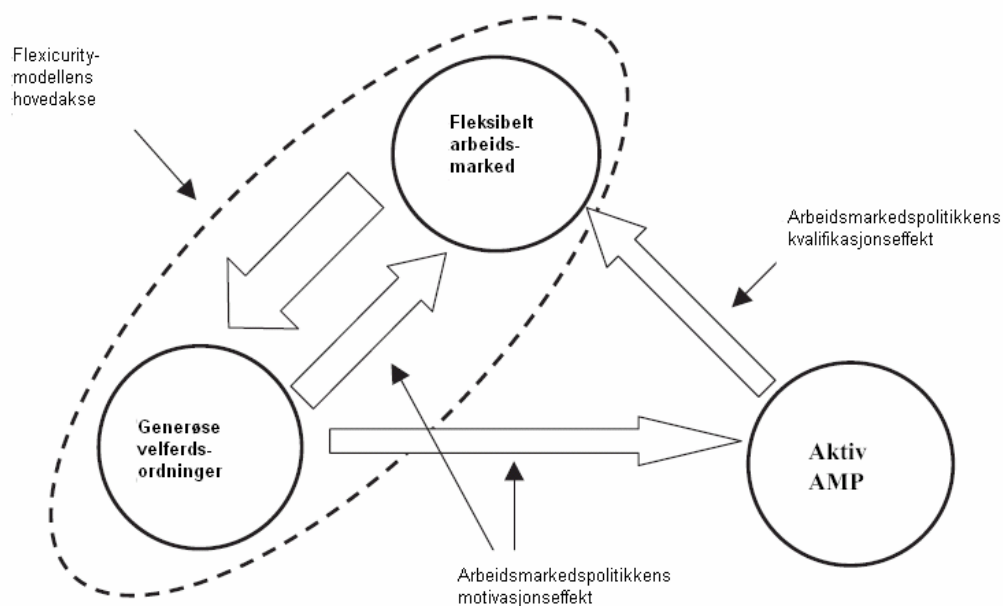 Flexicurity-
modellens
hovedakse
Fleksibelt
arbeids-
marked
Arbeidsmarkedspolitikkens
kvalifikasjonseffekt
Generøse
velferds-
ordninger
Aktiv
AMP
Arbeidsmarkedspolitikkens
motivasjonseffekt